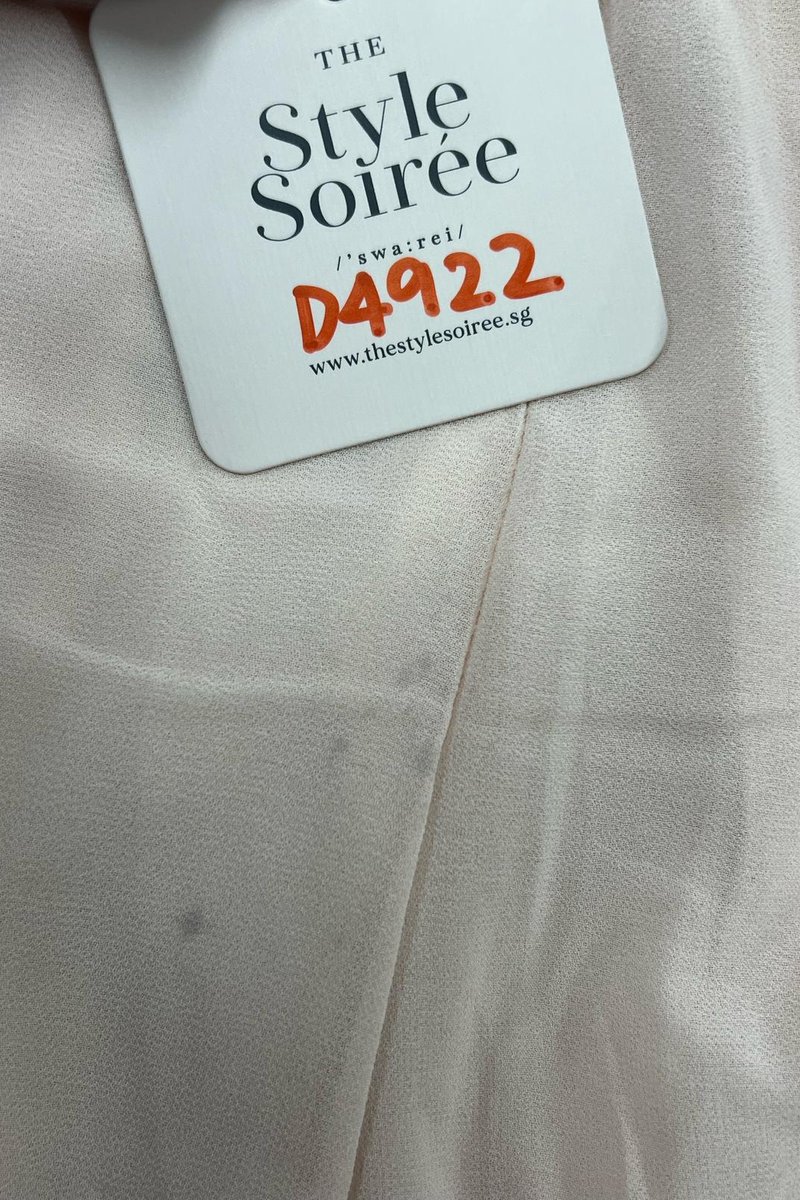 THE
Style
Soirée
/'swa:rei/
D4922
www.thestylesoiree.sg